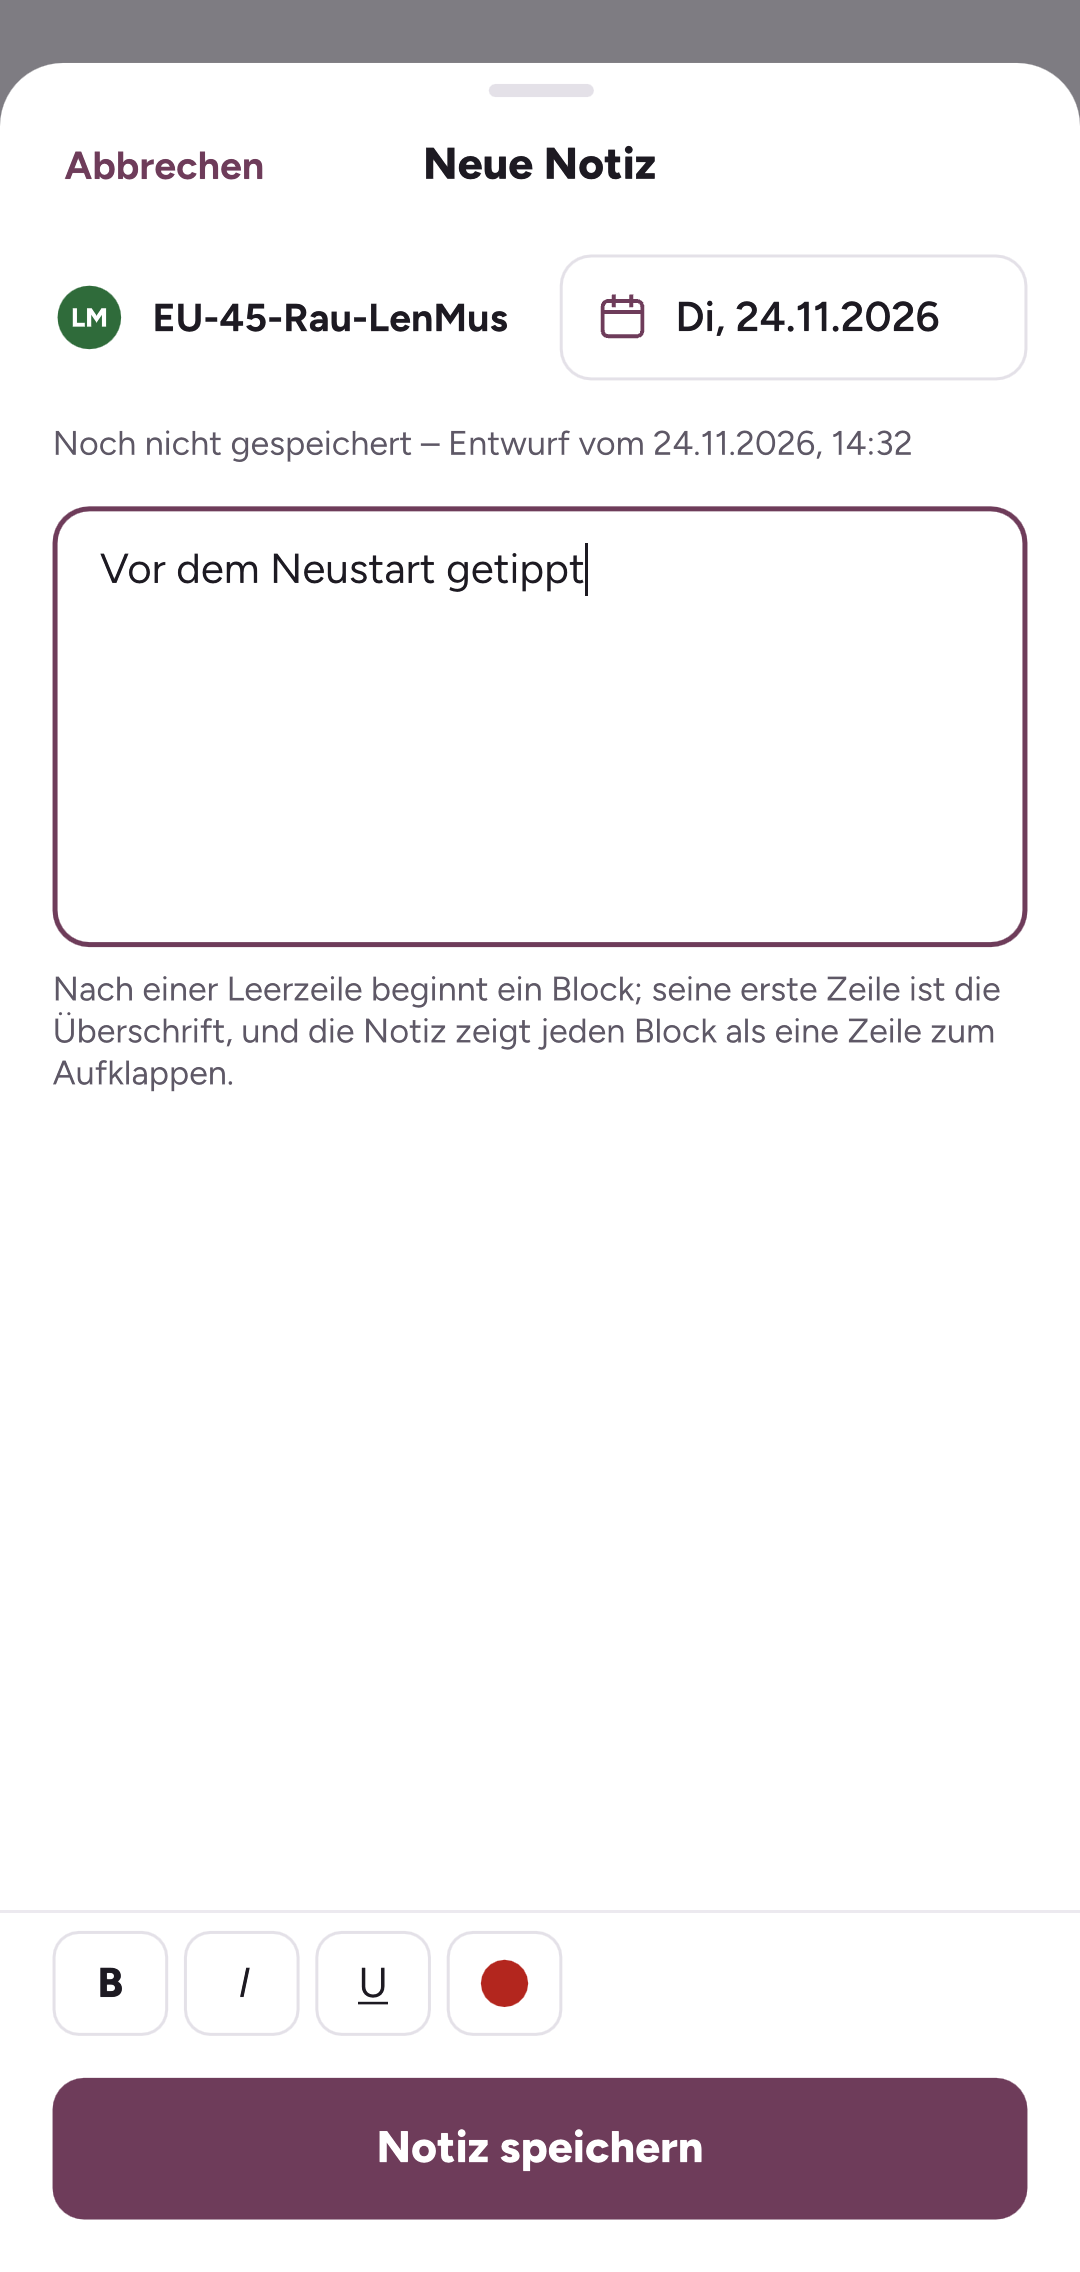 Abbrechen
Neue Notiz
LM
EU-45-Rau-LenMus
Di, 24.11.2026
Noch nicht gespeichert – Entwurf vom 24.11.2026, 14:32
Vor dem Neustart getippt
Nach einer Leerzeile beginnt ein Block; seine erste Zeile ist die
Überschrift, und die Notiz zeigt jeden Block als eine Zeile zum
Aufklappen.
B
I
U
Notiz speichern